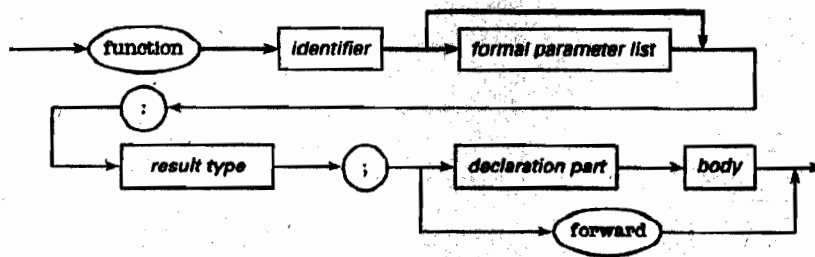 function identifier formal parameter list
:
result type ; declaration part body
forward